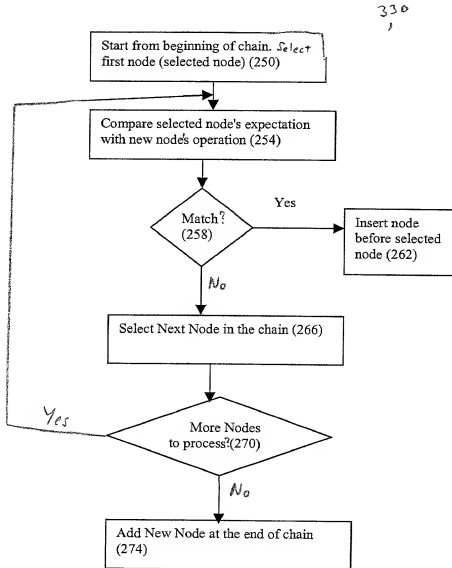 330
Start from beginning of chain. Select
first node (selected node) (250)
Compare selected node's expectation
with new node's operation (254)
Match?
(258)
Yes
Insert node
before selected
node (262)
No
Select Next Node in the chain (266)
Yes
More Nodes
to process?(270)
No
Add New Node at the end of chain
(274)